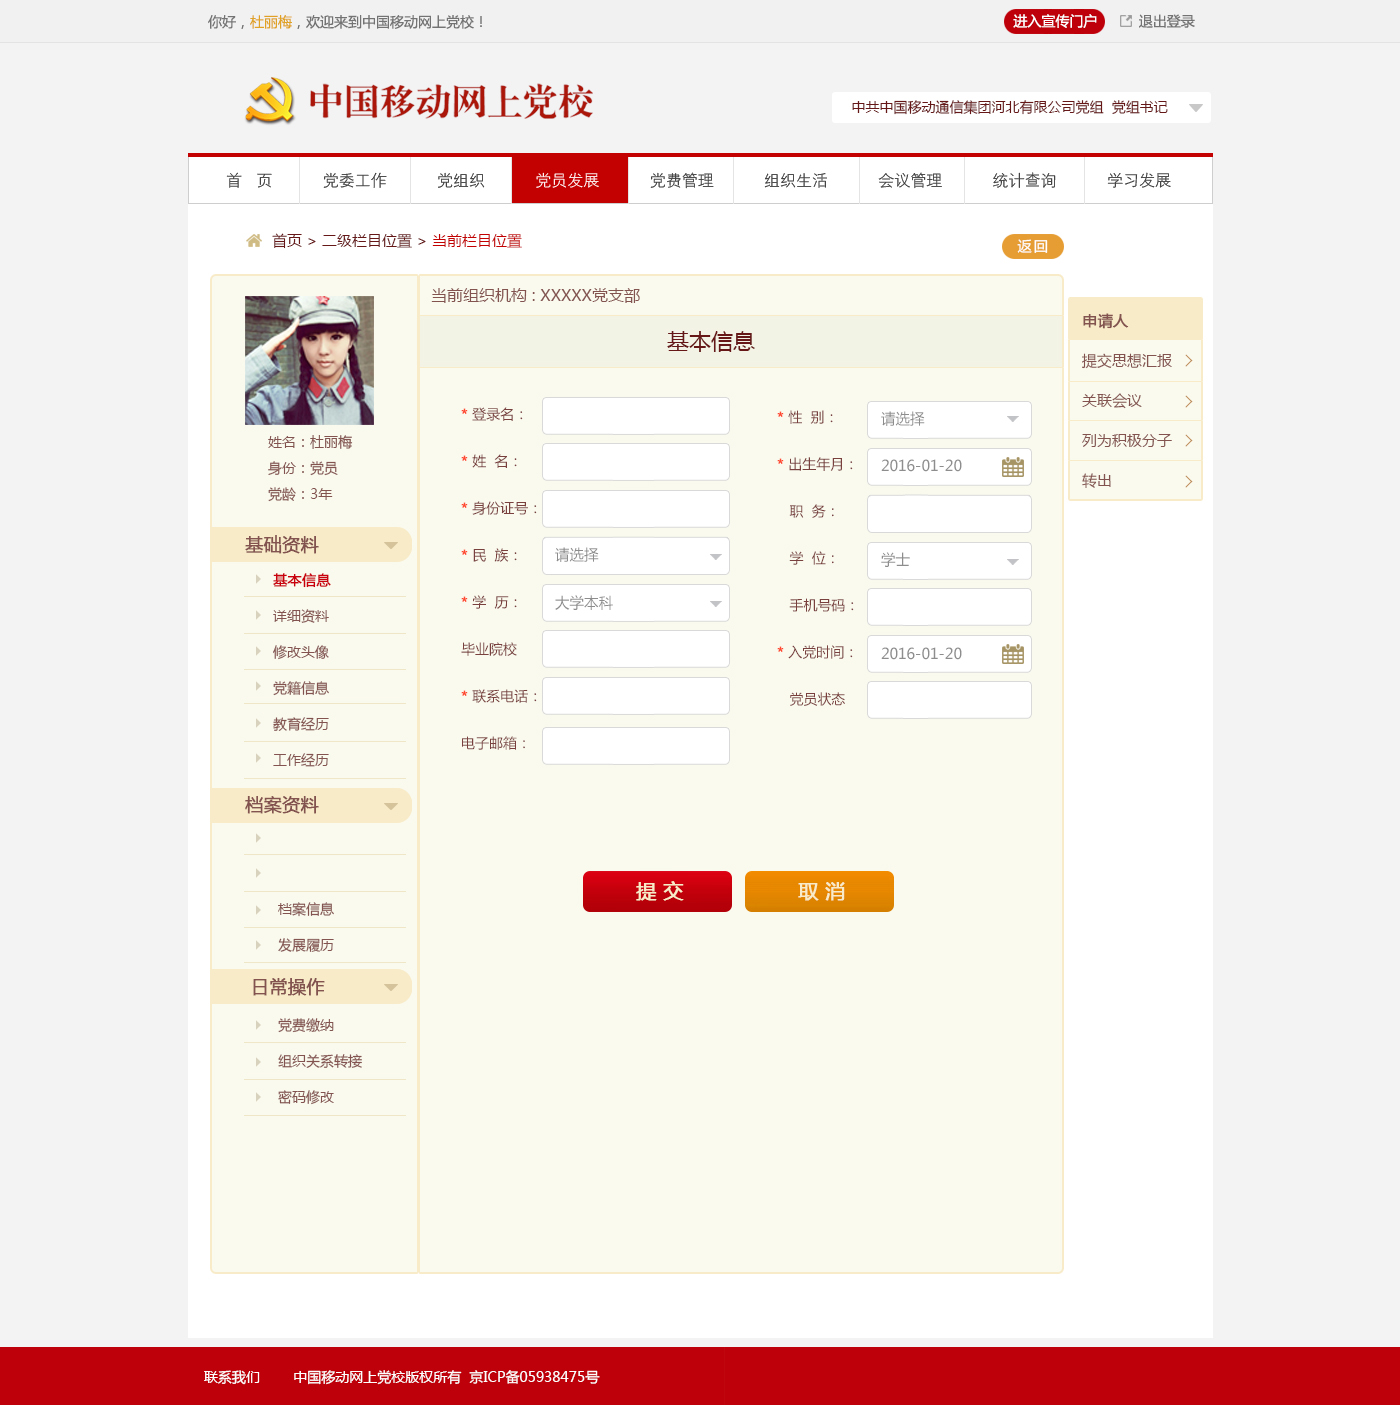 你好，杜丽梅，欢迎来到中国移动网上党校！
进入宣传门户
退出登录
中国移动网上党校
中共中国移动通信集团河北有限公司党组 党组书记
首 页
党委工作
党组织
党员发展
党费管理
组织生活
会议管理
统计查询
学习发展
首页 > 二级栏目位置 > 当前栏目位置
返回
姓名：杜丽梅
身份：党员
党龄：3年
基础资料
基本信息
详细资料
修改头像
党籍信息
教育经历
工作经历
档案资料
档案信息
发展履历
日常操作
党费缴纳
组织关系转接
密码修改
当前组织机构：XXXXX党支部
基本信息
* 登录名：
* 姓 名：
* 身份证号：
* 民 族： 请选择
* 学 历： 大学本科
毕业院校
* 联系电话：
电子邮箱：
* 性 别： 请选择
* 出生年月： 2016-01-20
职 务：
学 位： 学士
手机号码：
* 入党时间： 2016-01-20
党员状态
提 交
取 消
申请人
提交思想汇报
关联会议
列为积极分子
转出
联系我们
中国移动网上党校版权所有 京ICP备05938475号